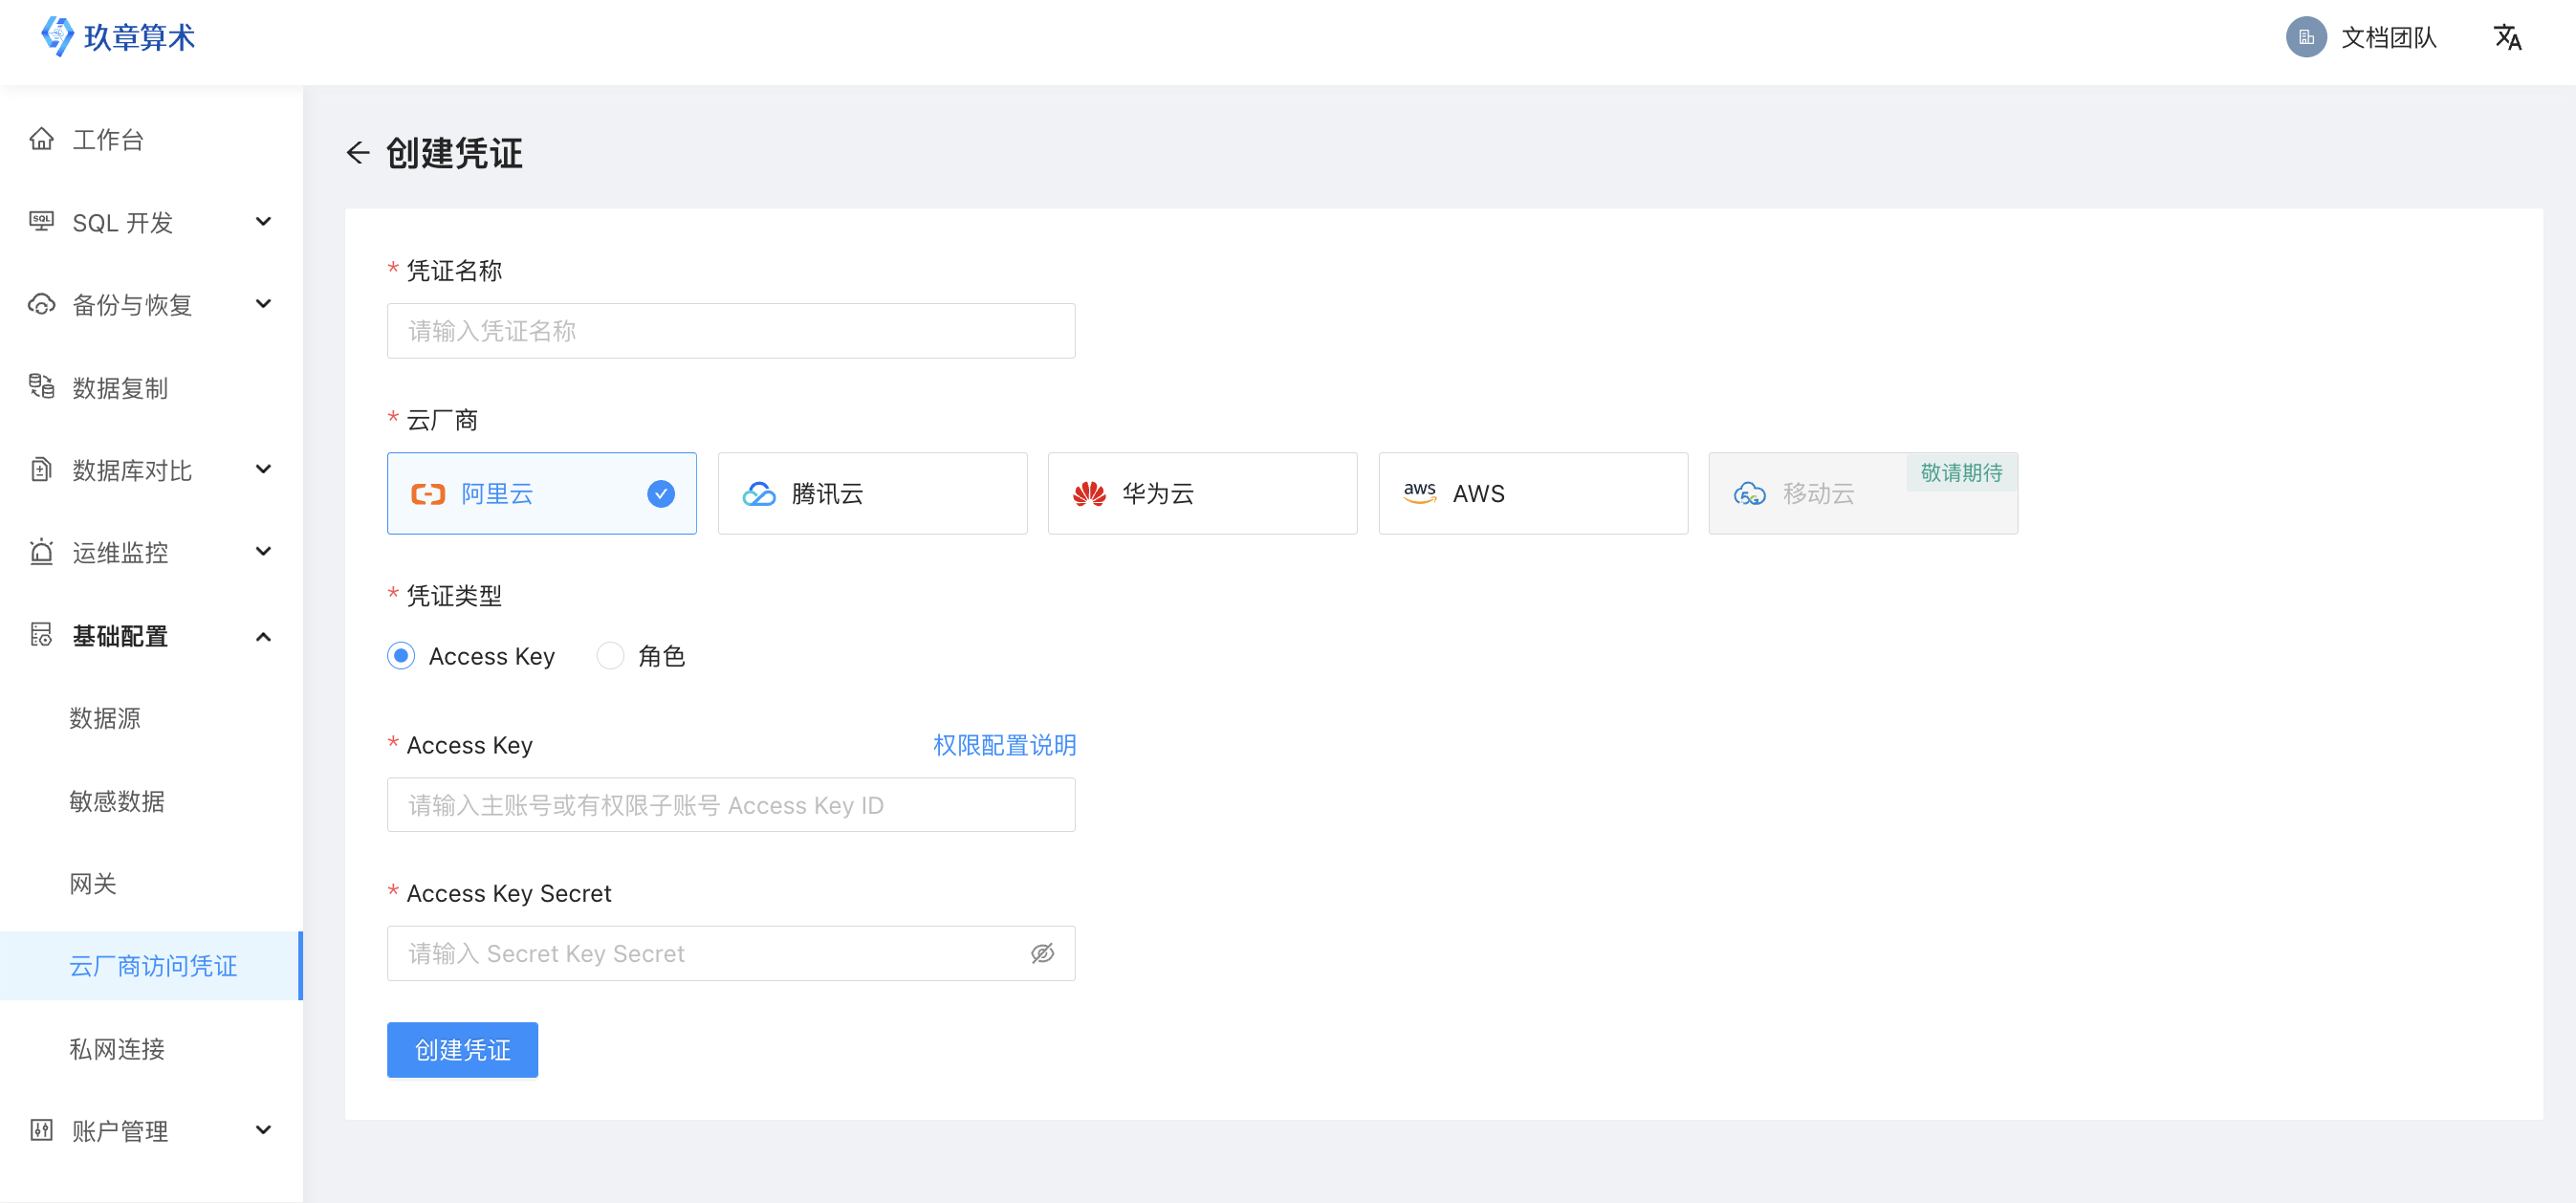 玖章算术
文档团队
工作台
SQL 开发
备份与恢复
数据复制
数据库对比
运维监控
基础配置
数据源
敏感数据
网关
云厂商访问凭证
私网连接
账户管理
创建凭证
* 凭证名称
请输入凭证名称
* 云厂商
阿里云
腾讯云
华为云
aws AWS
5G 移动云 敬请期待
* 凭证类型
Access Key 角色
* Access Key 权限配置说明
请输入主账号或有权限子账号 Access Key ID
* Access Key Secret
请输入 Secret Key Secret
创建凭证